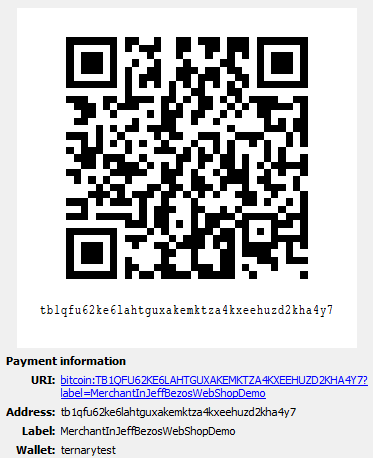 tb1qfu62ke6lahtguxakemktza4kxeehuzd2kha4y7
Payment information
URI: bitcoin:TB1QFU62KE6LAHTGUXAKEMKTZA4KXEEHUZD2KHA4Y7?
label=MerchantInJeffBezosWebShopDemo
Address: tb1qfu62ke6lahtguxakemktza4kxeehuzd2kha4y7
Label: MerchantInJeffBezosWebShopDemo
Wallet: ternarytest